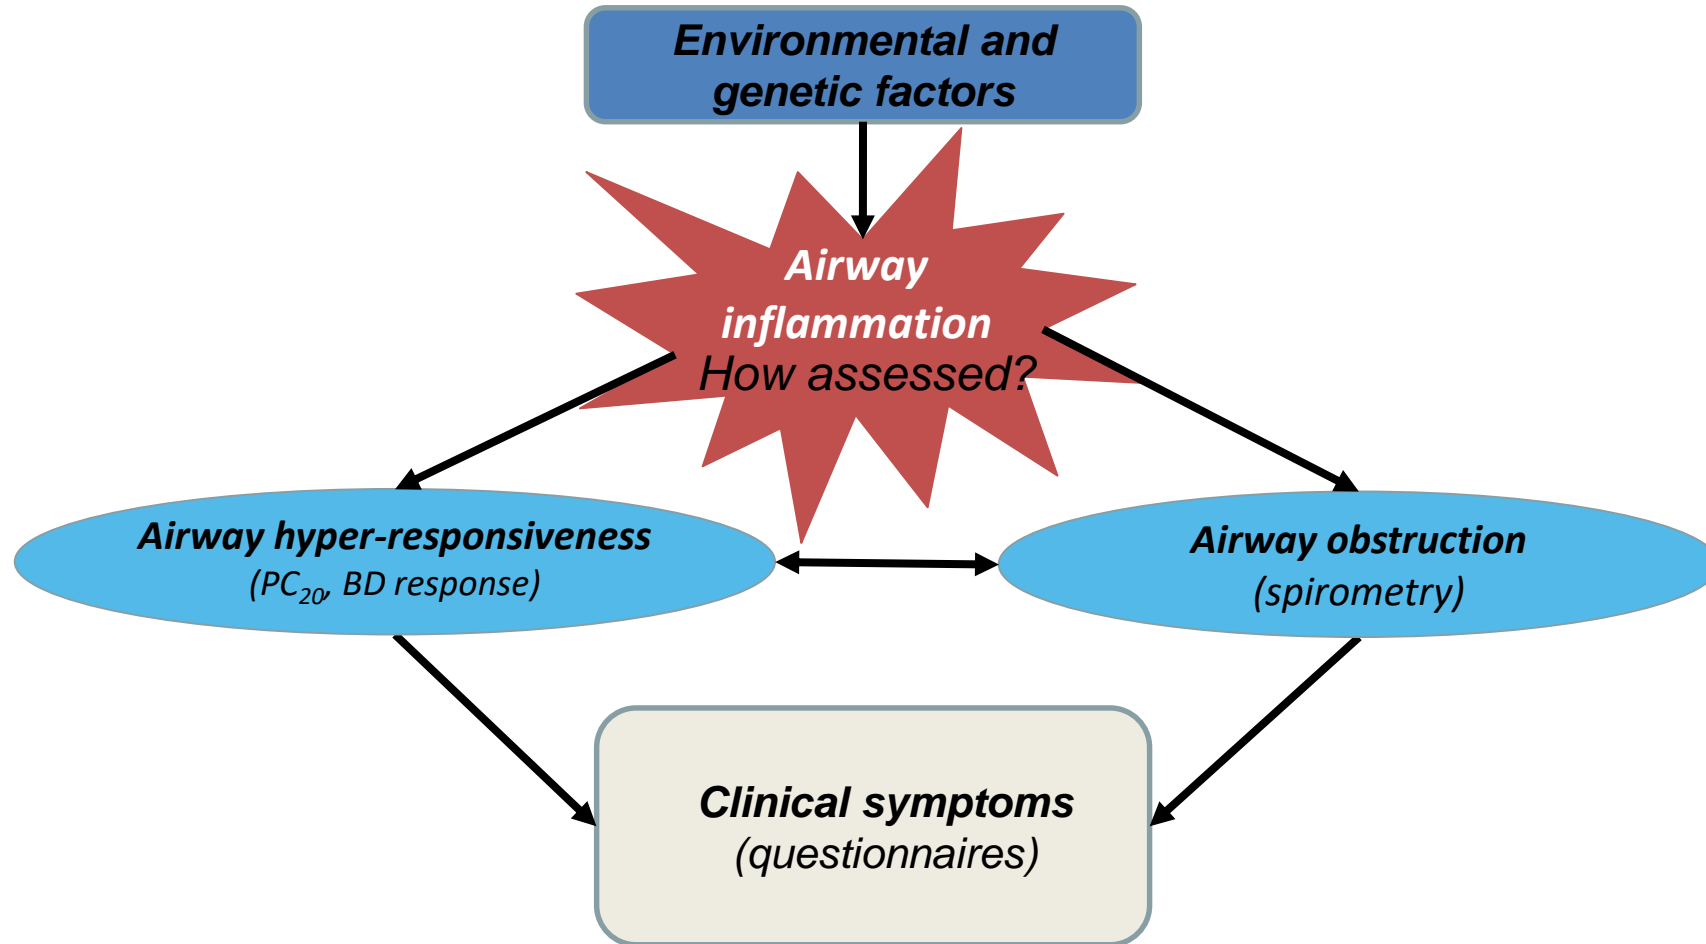 Environmental and
genetic factors
Airway
inflammation
How assessed?
Airway hyper-responsiveness
(PC20, BD response)
Airway obstruction
(spirometry)
Clinical symptoms
(questionnaires)